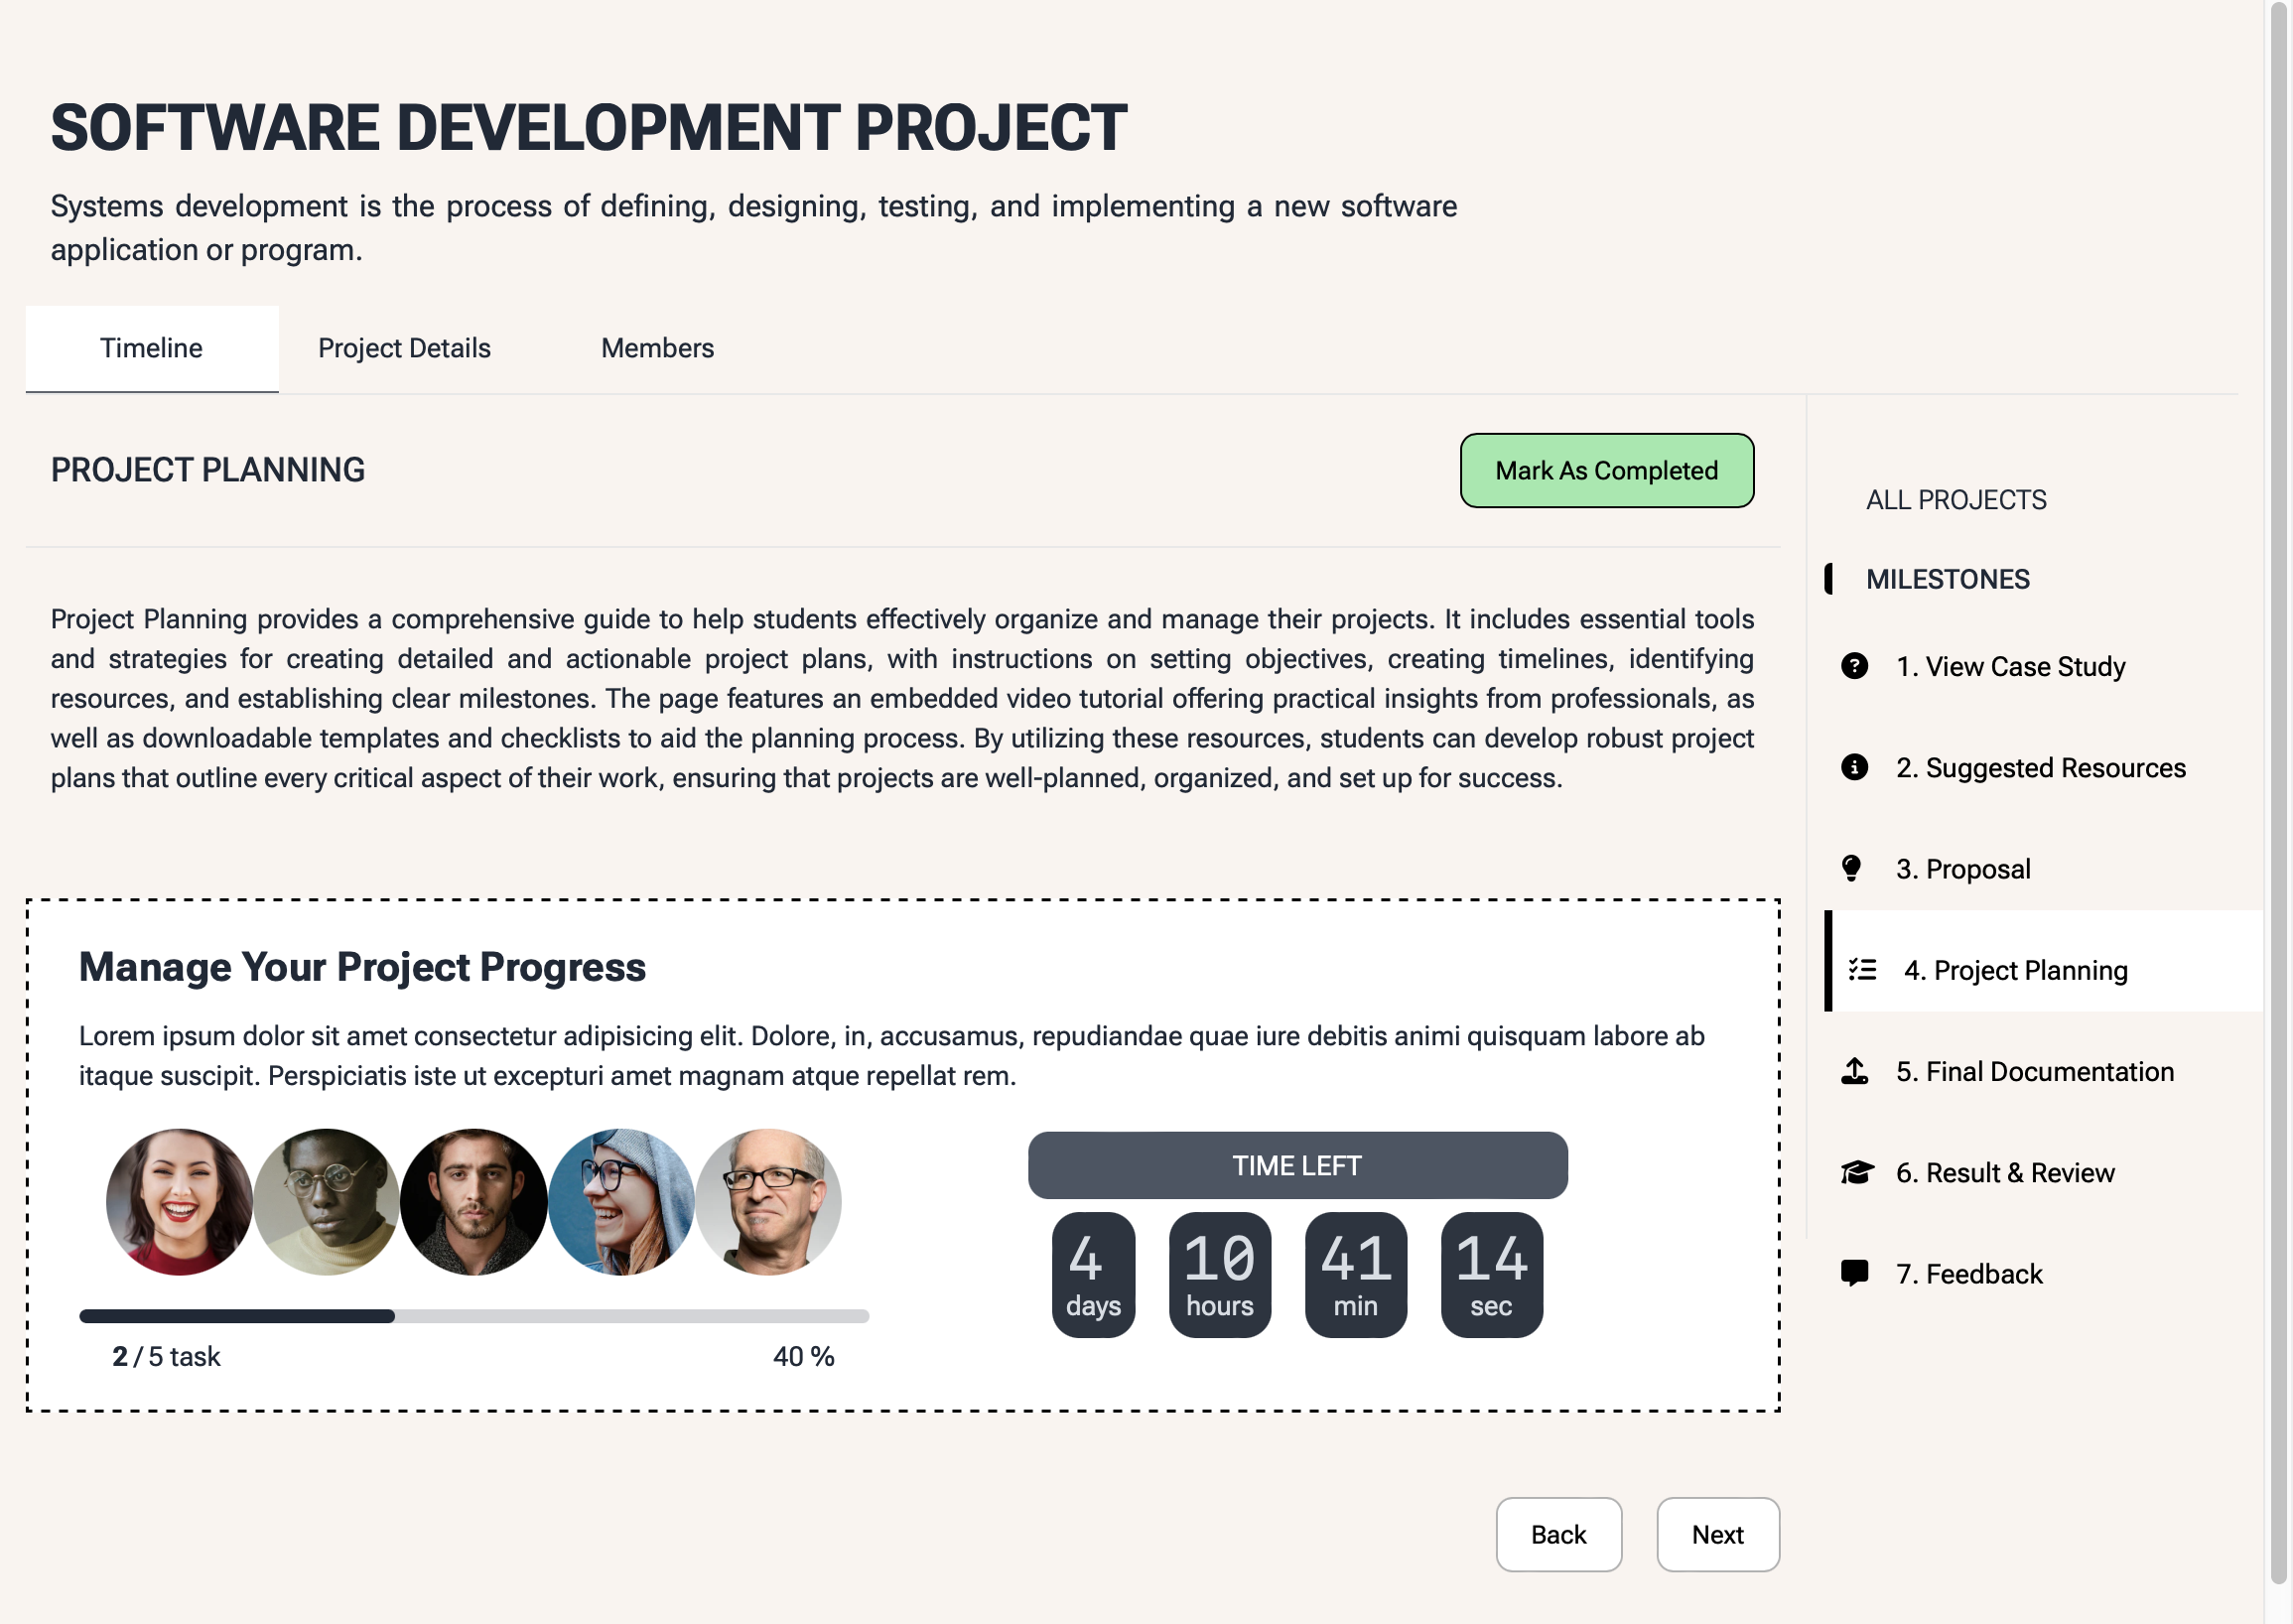 SOFTWARE DEVELOPMENT PROJECT
Systems development is the process of defining, designing, testing, and implementing a new software
application or program.
Timeline
Project Details
Members
PROJECT PLANNING
Mark As Completed
Project Planning provides a comprehensive guide to help students effectively organize and manage their projects. It includes essential tools
and strategies for creating detailed and actionable project plans, with instructions on setting objectives, creating timelines, identifying
resources, and establishing clear milestones. The page features an embedded video tutorial offering practical insights from professionals, as
well as downloadable templates and checklists to aid the planning process. By utilizing these resources, students can develop robust project
plans that outline every critical aspect of their work, ensuring that projects are well-planned, organized, and set up for success.
Manage Your Project Progress
Lorem ipsum dolor sit amet consectetur adipisicing elit. Dolore, in, accusamus, repudiandae quae iure debitis animi quisquam labore ab
itaque suscipit. Perspiciatis iste ut excepturi amet magnam atque repellat rem.
2 / 5 task
40 %
TIME LEFT
4 10 41 14
days hours min sec
Back
Next
ALL PROJECTS
MILESTONES
1. View Case Study
2. Suggested Resources
3. Proposal
4. Project Planning
5. Final Documentation
6. Result & Review
7. Feedback